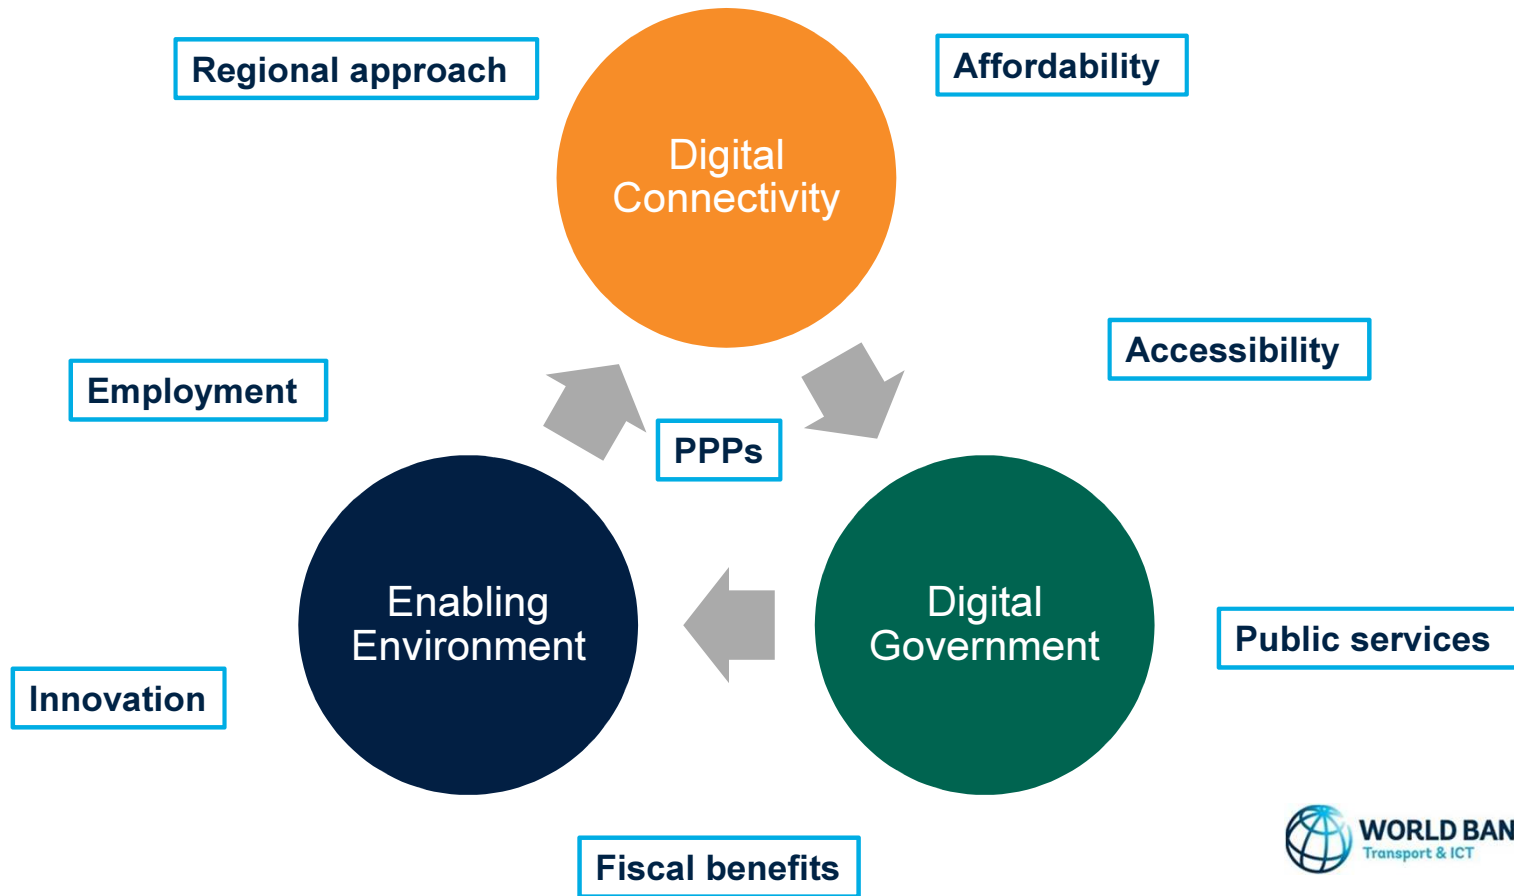 Regional approach
Affordability
Digital
Connectivity
Accessibility
Employment
PPPs
Enabling
Environment
Digital
Government
Public services
Innovation
WORLD BAN
Transport & ICT
Fiscal benefits